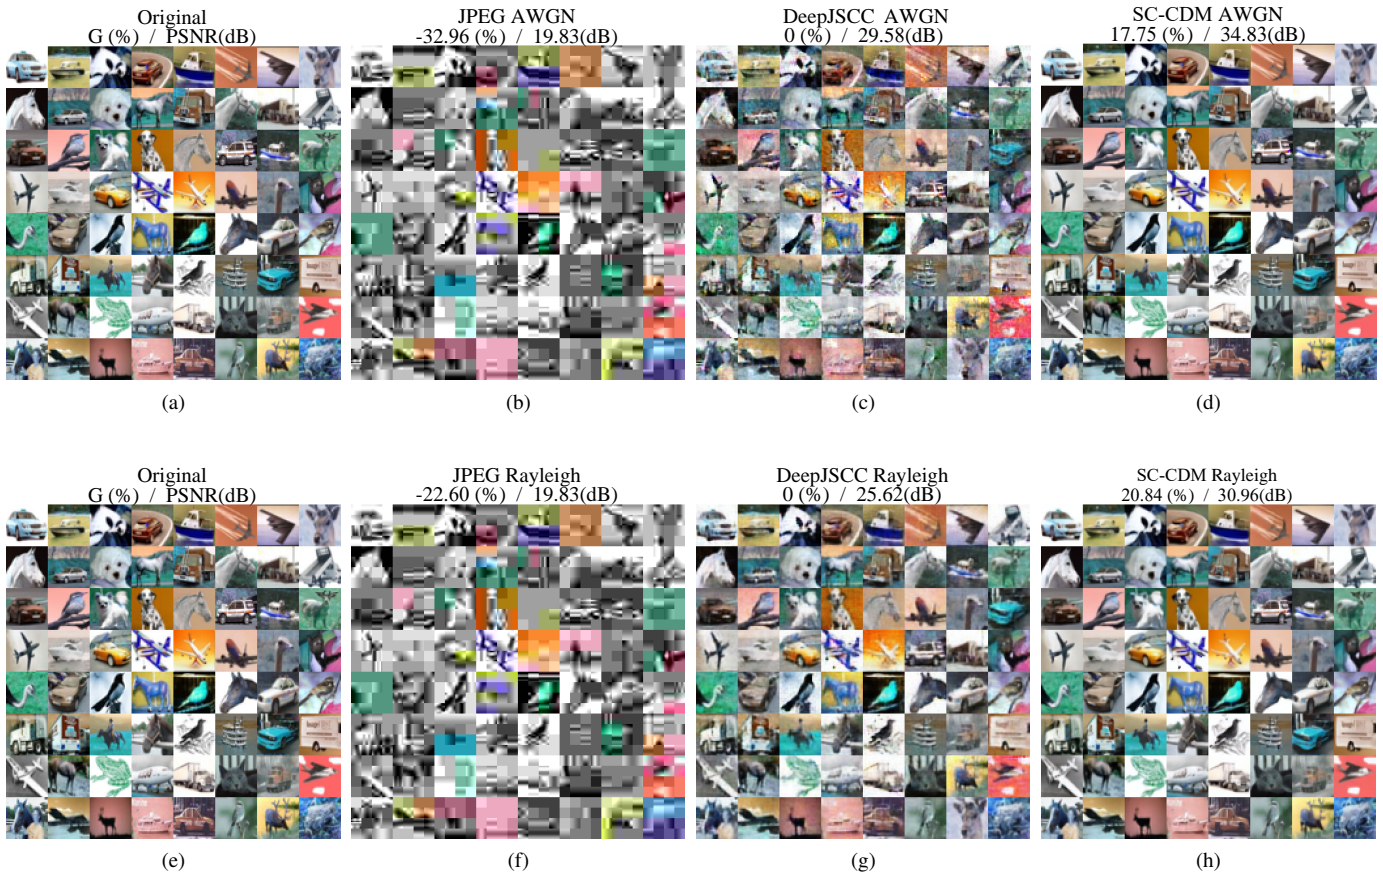 Original
G (%) / PSNR(dB)
JPEG AWGN
-32.96 (%) / 19.83(dB)
DeepJSCC AWGN
0 (%) / 29.58(dB)
SC-CDM AWGN
17.75 (%) / 34.83(dB)
(a)
(b)
(c)
(d)
Original
G (%) / PSNR(dB)
JPEG Rayleigh
-22.60 (%) / 19.83(dB)
DeepJSCC Rayleigh
0 (%) / 25.62(dB)
SC-CDM Rayleigh
20.84 (%) / 30.96(dB)
(e)
(f)
(g)
(h)